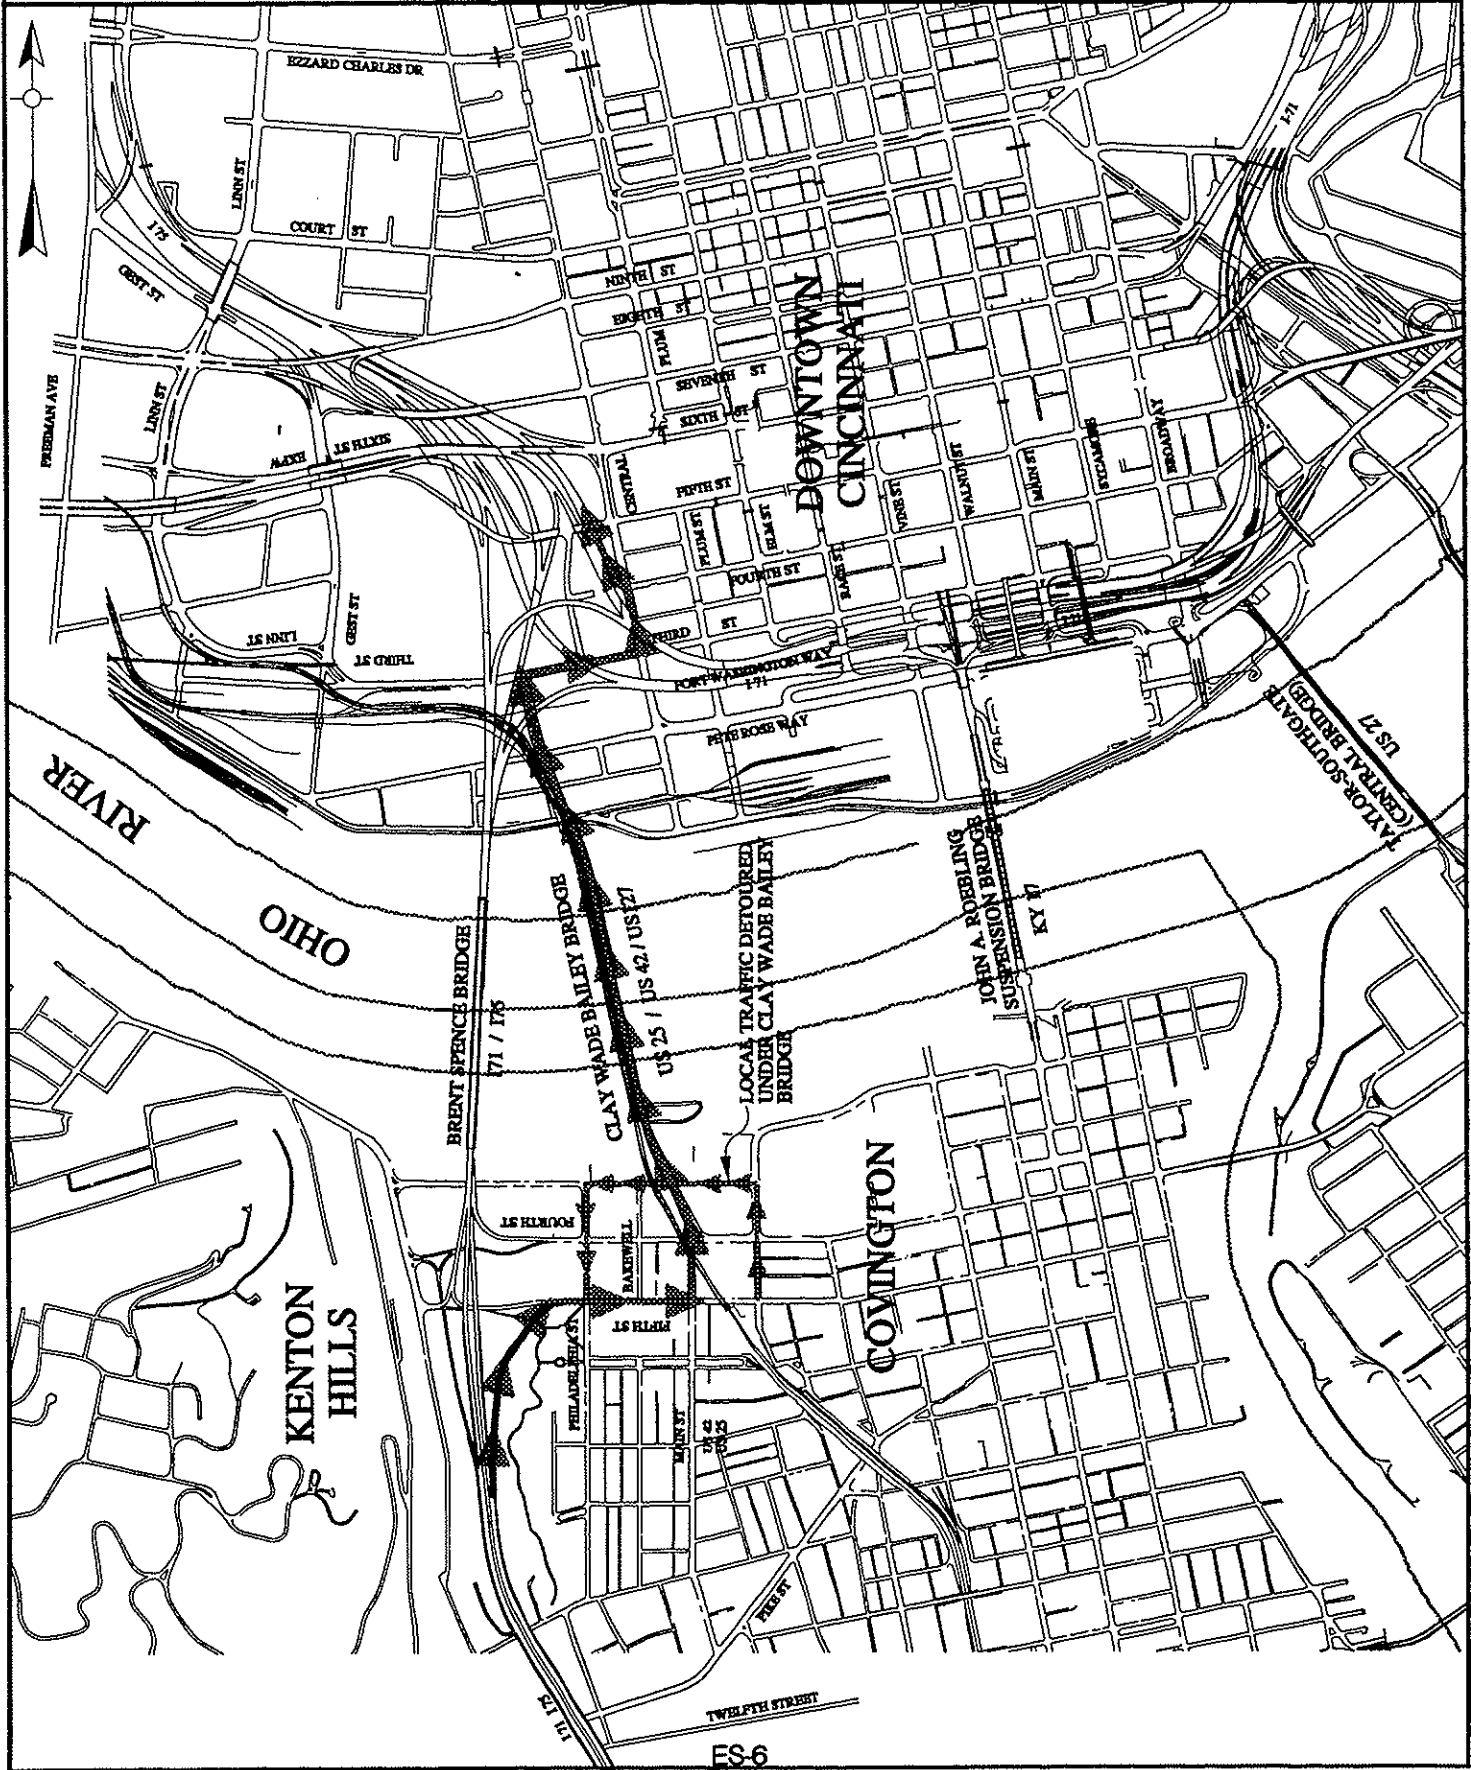 EZZARD CHARLES DR
LINN ST
I-71
I 75
COURT ST
GEST ST
NINTH ST
EIGHTH ST
PLUM
DOWNTOWN
CINCINNATI
SEVENTH ST
FREEMAN AVE
LINN ST
SIXTH ST
SIXTH ST
EXPW
BROADWAY
SYCAMORE
MAIN ST
WALNUT ST
CENTRAL
FIFTH ST
VINE ST
PLUM ST
ELM ST
FOURTH ST
RACE ST
GEST ST
LINN ST
THIRD ST
THIRD ST
FORT WASHINGTON WAY
I-71
PETE ROSE WAY
TAYLOR-SOUTHGATE
(CENTRAL BRIDGE)
US 27
OHIO
RIVER
BRENT SPENCE BRIDGE
I71 / I75
CLAY WADE BAILEY BRIDGE
US 25 / US 42 / US 127
LOCAL TRAFFIC DETOURED
UNDER CLAY WADE BAILEY
BRIDGE
JOHN A. ROEBLING
SUSPENSION BRIDGE
KY 17
FOURTH ST
BAKEWELL
COVINGTON
KENTON
HILLS
FIFTH ST
PHILADELPHIA ST
MAIN ST
US 42
US 25
PIKE ST
I 71 I 75
TWELFTH STREET
ES-6